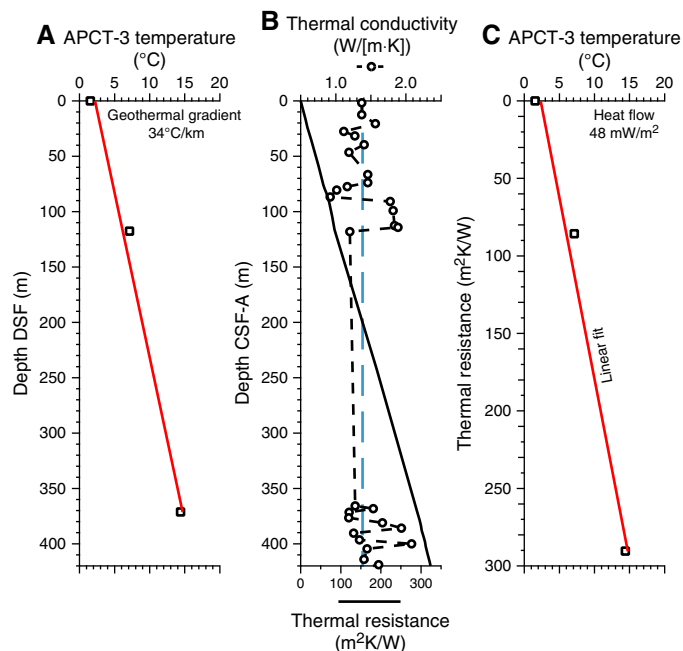 A
APCT-3 temperature
(°C)
0 5 10 15 20
Geothermal gradient
34°C/km
0
50
100
150
200
250
300
350
400
Depth DSF (m)
B
Thermal conductivity
(W/[m·K])
1.0 2.0
0
50
100
150
200
250
300
350
400
Depth CSF-A (m)
0 100 200 300
Thermal resistance
(m²K/W)
C
APCT-3 temperature
(°C)
0 5 10 15 20
Heat flow
48 mW/m²
0
50
100
150
200
250
300
Thermal resistance (m²K/W)
Linear fit